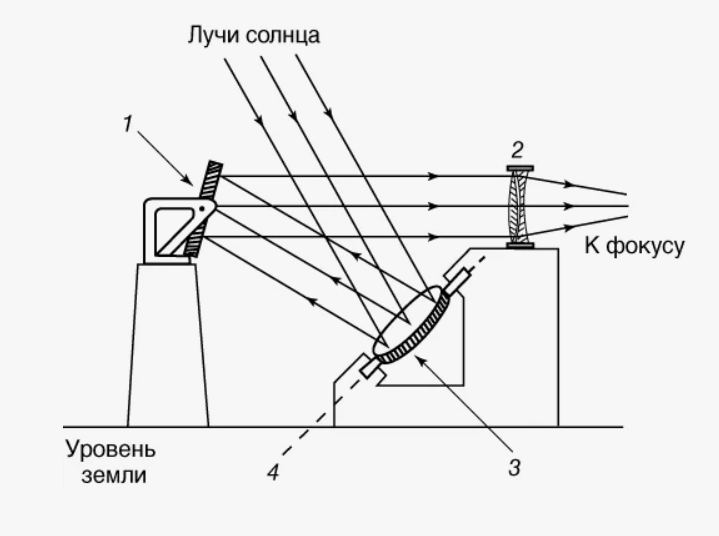 Лучи солнца
1
2
К фокусу
Уровень
земли
4
3